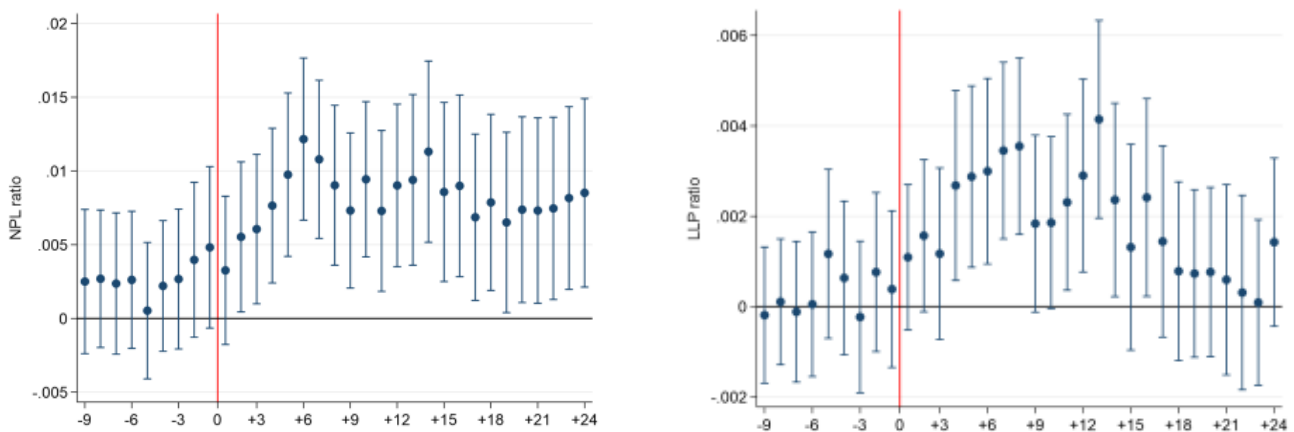 NPL ratio
.02
.015
.01
.005
0
-.005
-9 -6 -3 0 +3 +6 +9 +12 +15 +18 +21 +24
LLP ratio
.006
.004
.002
0
-.002
-9 -6 -3 0 +3 +6 +9 +12 +15 +18 +21 +24